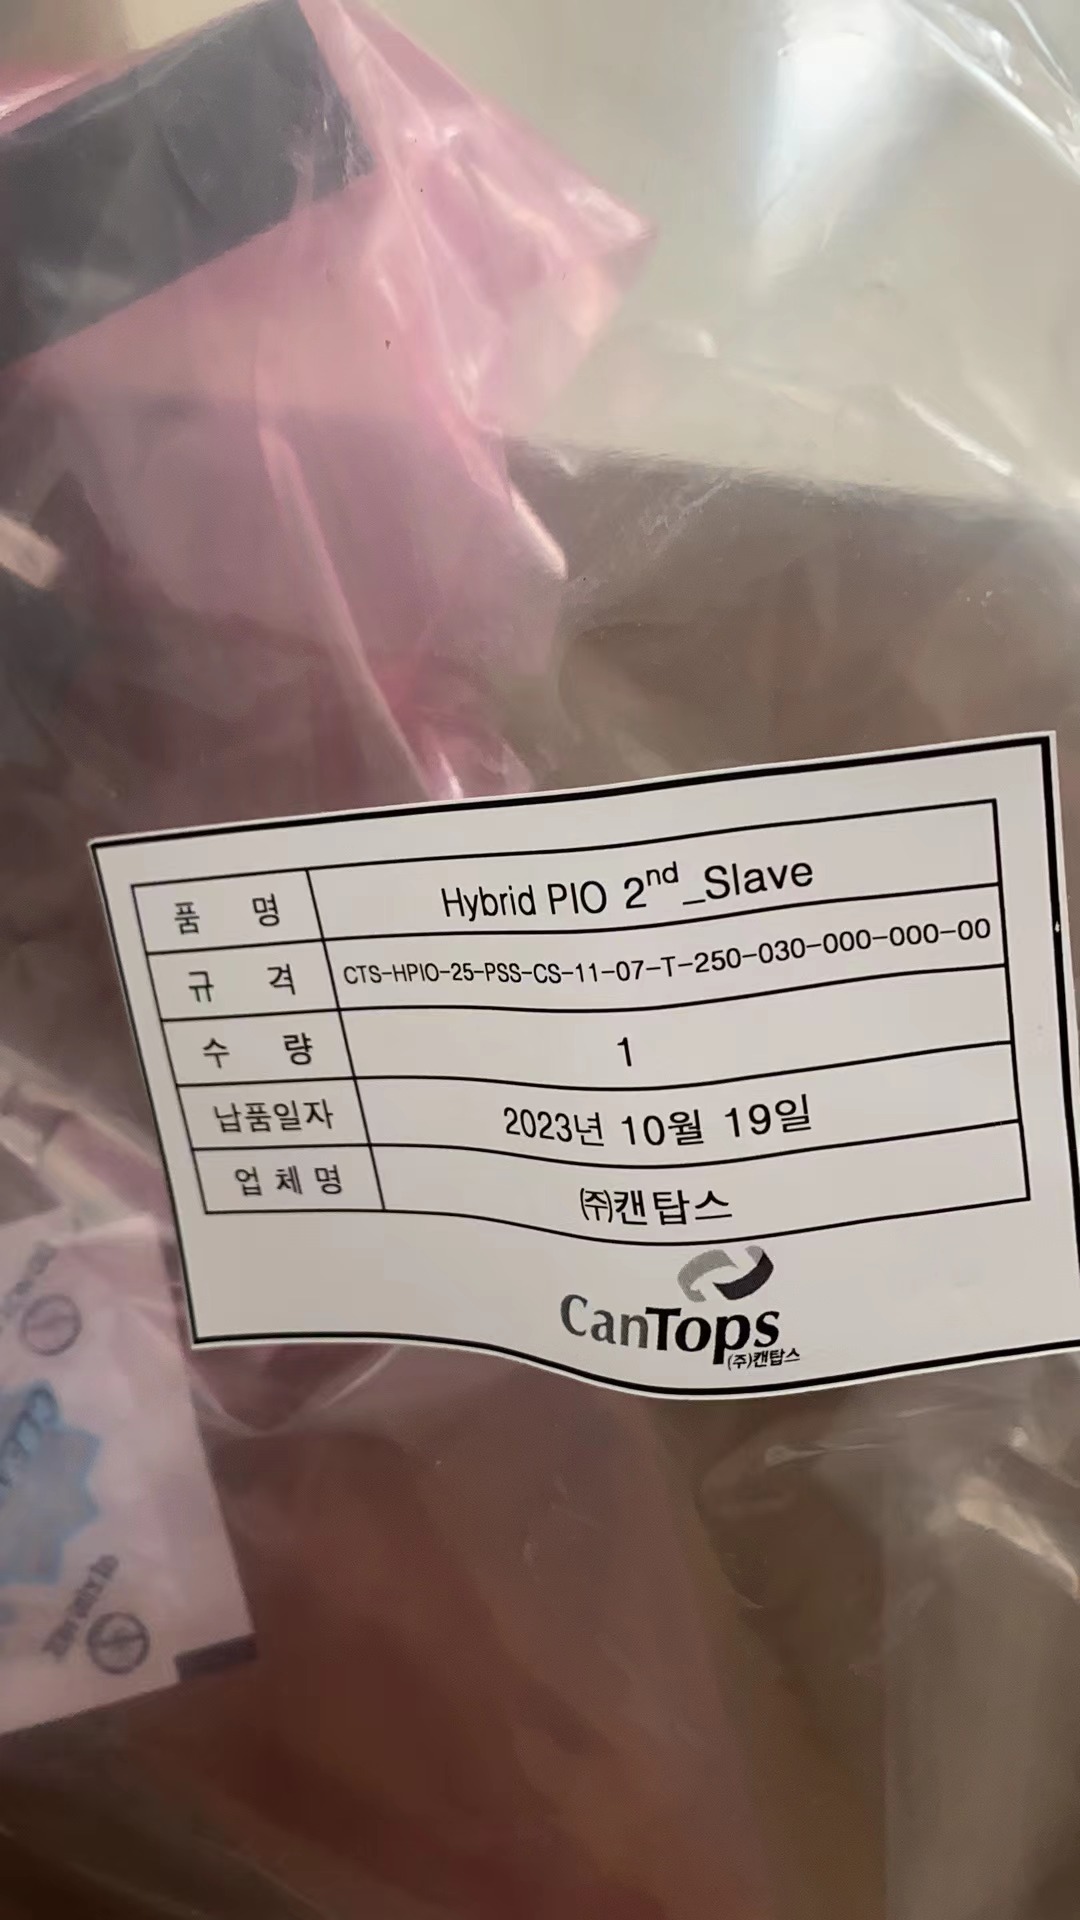 품 명 Hybrid PIO 2nd_Slave
규 격 CTS-HPIO-25-PSS-CS-11-07-T-250-030-000-000-00
수 량 1
납품일자 2023년 10월 19일
업 체 명 ㈜캔탑스
CanTops
(주)캔탑스